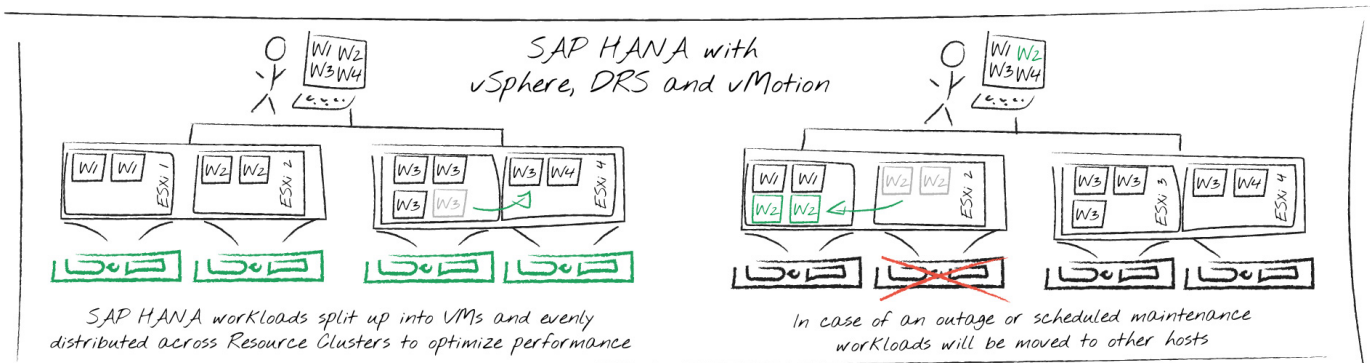 SAP HANA with
vSphere, DRS and vMotion
W1 W2
W3 W4
W1 W1
ESXi 1
W2 W2
ESXi 2
W3 W3
W3 W3
W3 W4
ESXi 4
SAP HANA workloads split up into VMs and evenly
distributed across Resource Clusters to optimize performance
W1 W2
W3 W4
W1 W1
W2 W2
W2 W2
ESXi 2
W3 W3
W3
ESXi 3
W3 W4
ESXi 4
In case of an outage or scheduled maintenance
workloads will be moved to other hosts